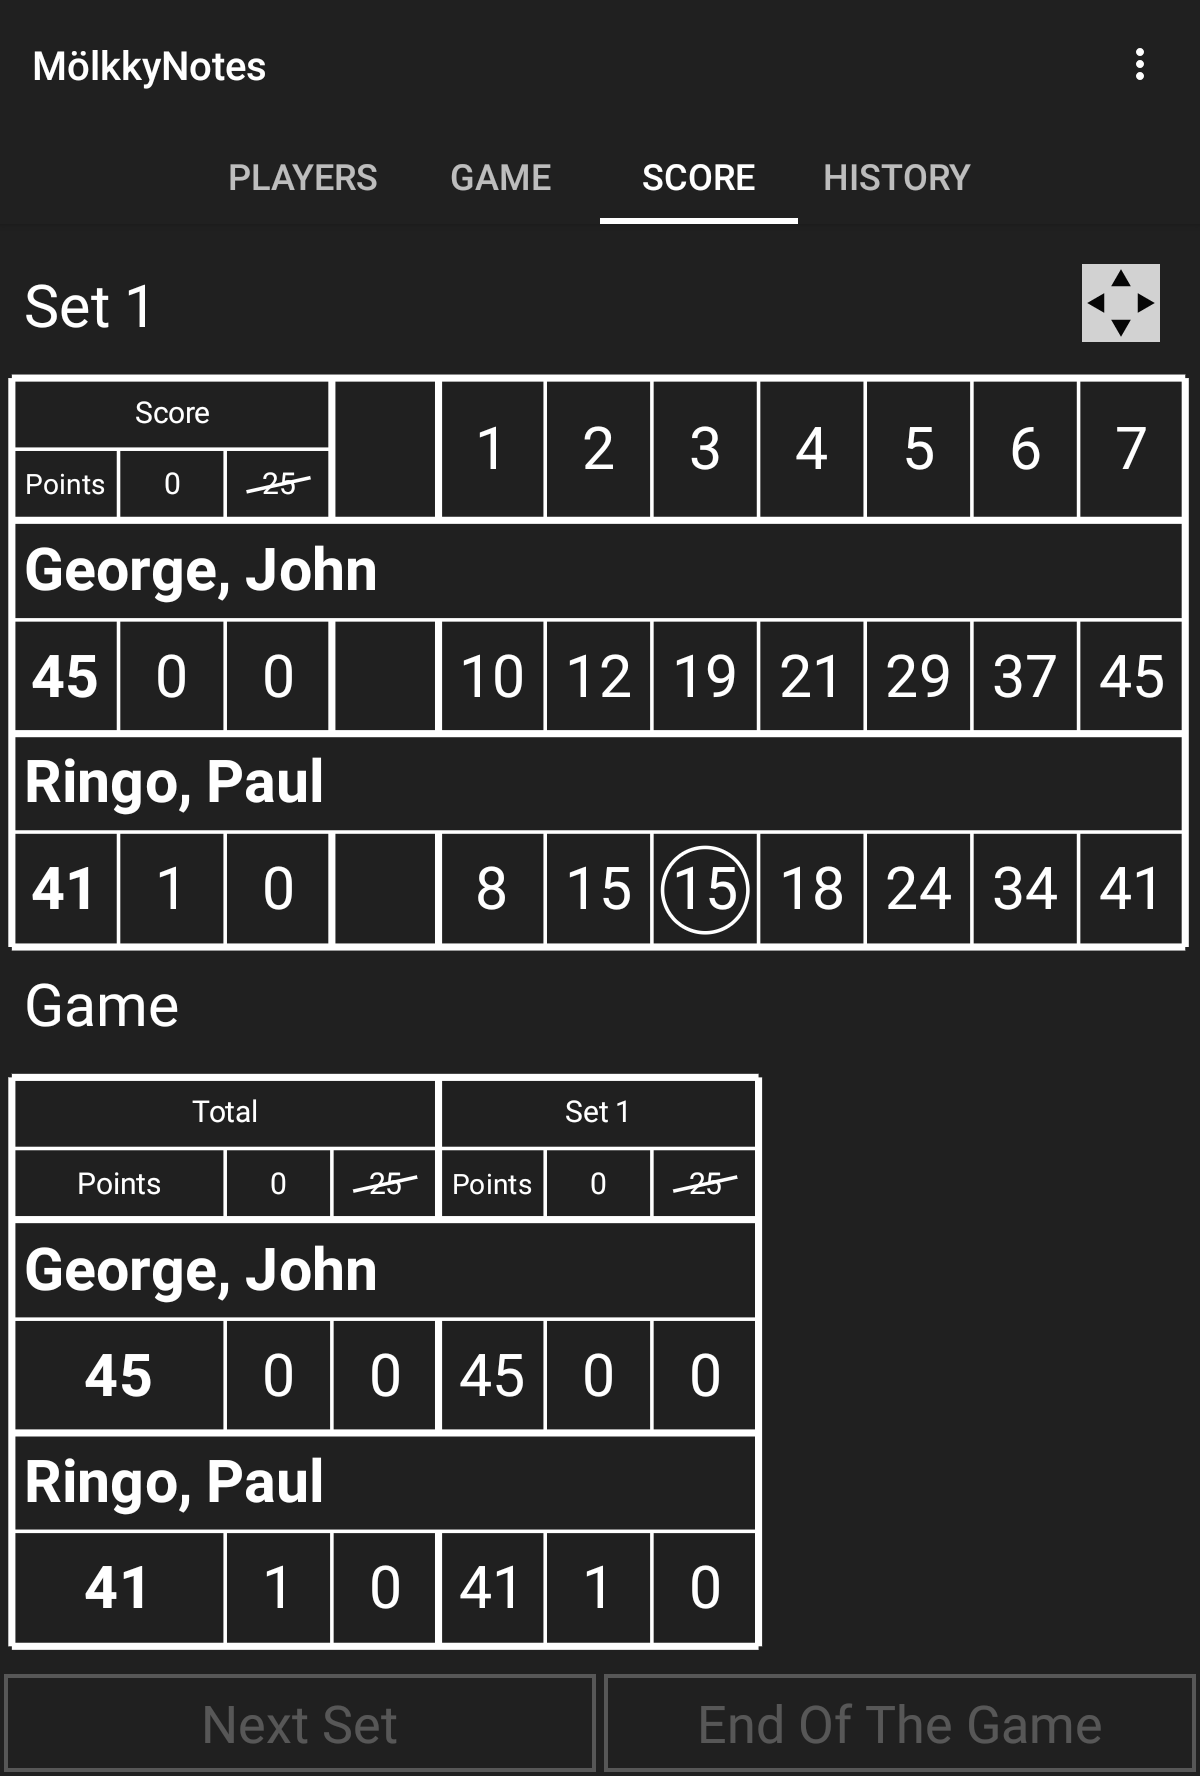 MölkkyNotes
PLAYERS GAME SCORE HISTORY
Set 1
Score 1 2 3 4 5 6 7
Points 0 25
George, John
45 0 0 10 12 19 21 29 37 45
Ringo, Paul
41 1 0 8 15 15 18 24 34 41
Game
Total Set 1
Points 0 25 Points 0 25
George, John
45 0 0 45 0 0
Ringo, Paul
41 1 0 41 1 0
Next Set End Of The Game